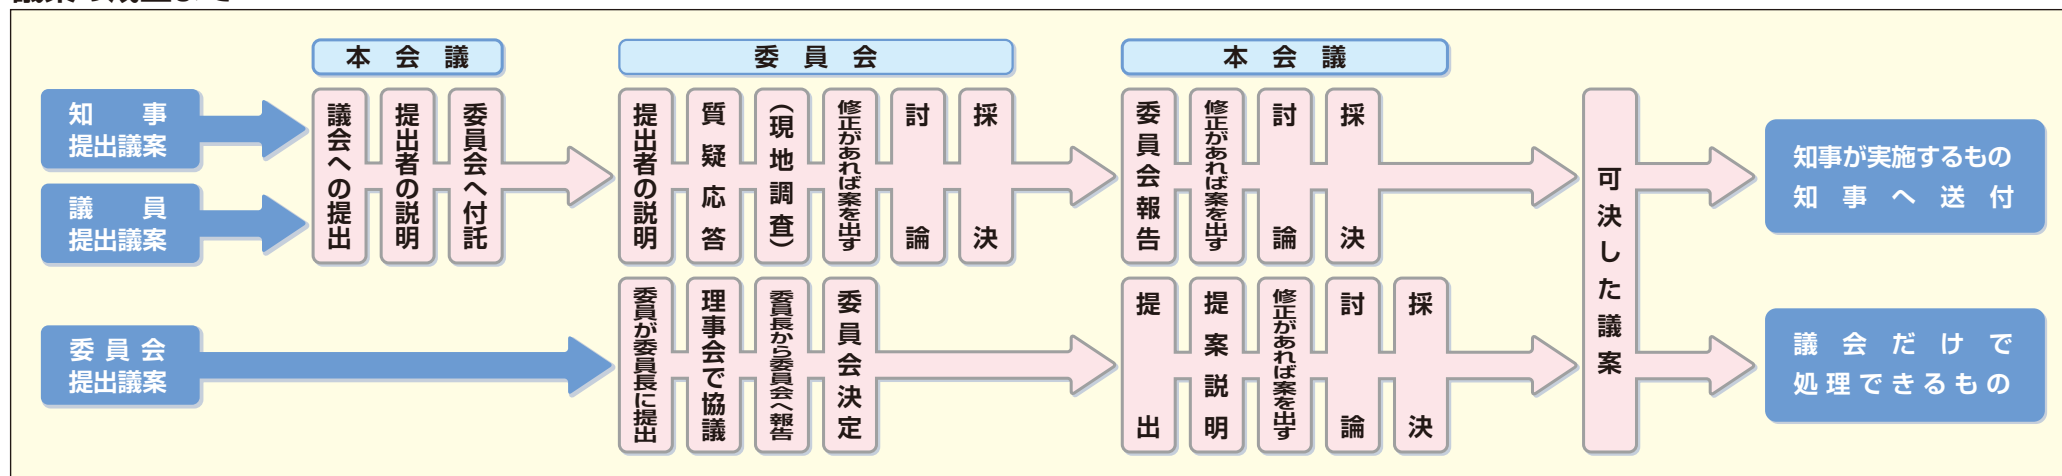 本会議
委員会
本会議
知事
提出議案
議員
提出議案
議会への提出
提出者の説明
委員会へ付託
提出者の説明
質疑応答
(現地調査)
修正があれば案を出す
討論
採決
委員会報告
修正があれば案を出す
討論
採決
委員会
提出議案
委員が委員長に提出
理事会で協議
委員長から委員会へ報告
委員会決定
提出
提案説明
修正があれば案を出す
討論
採決
可決した議案
知事が実施するもの
知事へ送付
議会だけで
処理できるもの